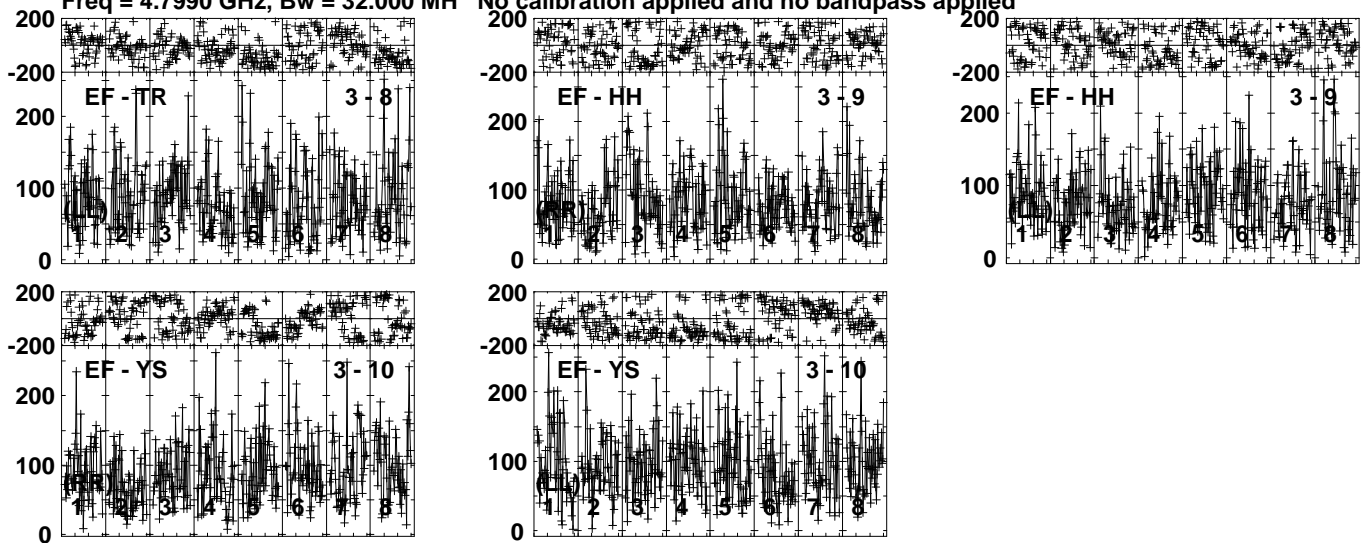 Freq = 4.7990 GHz, Bw = 32.000 MH No calibration applied and no bandpass applied
200
-200
EF - TR 3 - 8
200
100
(LL)
1 2 3 4 5 6 7 8
0
200
-200
EF - HH 3 - 9
200
100
(RR)
1 2 3 4 5 6 7 8
0
200
-200
EF - HH 3 - 9
200
100
(LL)
1 2 3 4 5 6 7 8
0
200
-200
EF - YS 3 - 10
200
100
(RR)
1 2 3 4 5 6 7 8
0
200
-200
EF - YS 3 - 10
200
100
(LL)
1 2 3 4 5 6 7 8
0